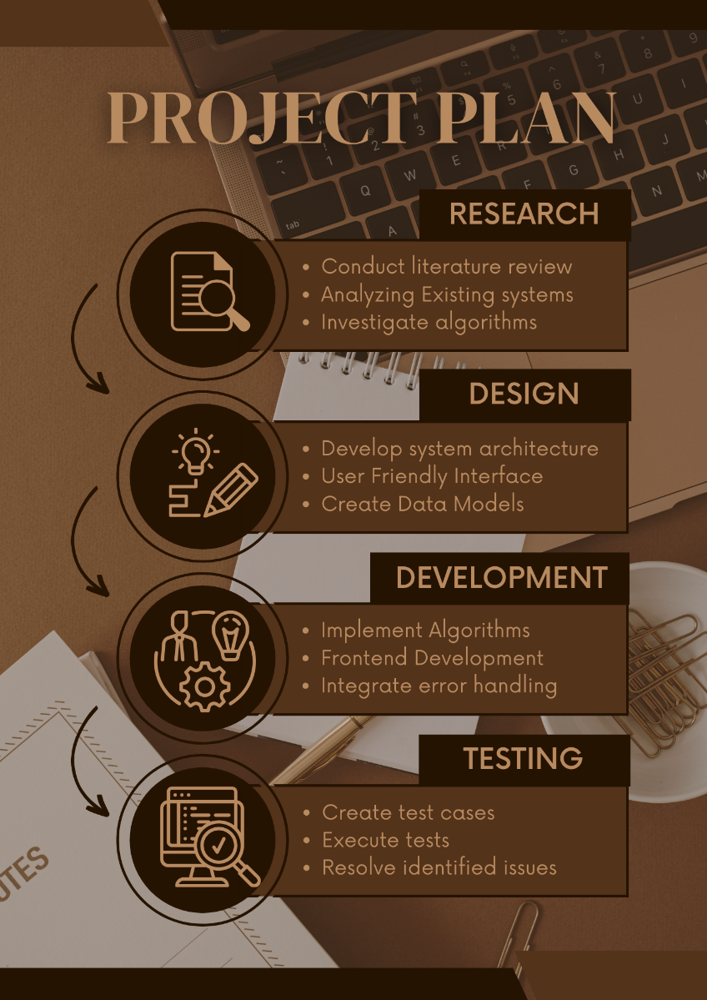 PROJECT PLAN
RESEARCH
• Conduct literature review
• Analyzing Existing systems
• Investigate algorithms
DESIGN
• Develop system architecture
• User Friendly Interface
• Create Data Models
DEVELOPMENT
• Implement Algorithms
• Frontend Development
• Integrate error handling
TESTING
• Create test cases
• Execute tests
• Resolve identified issues